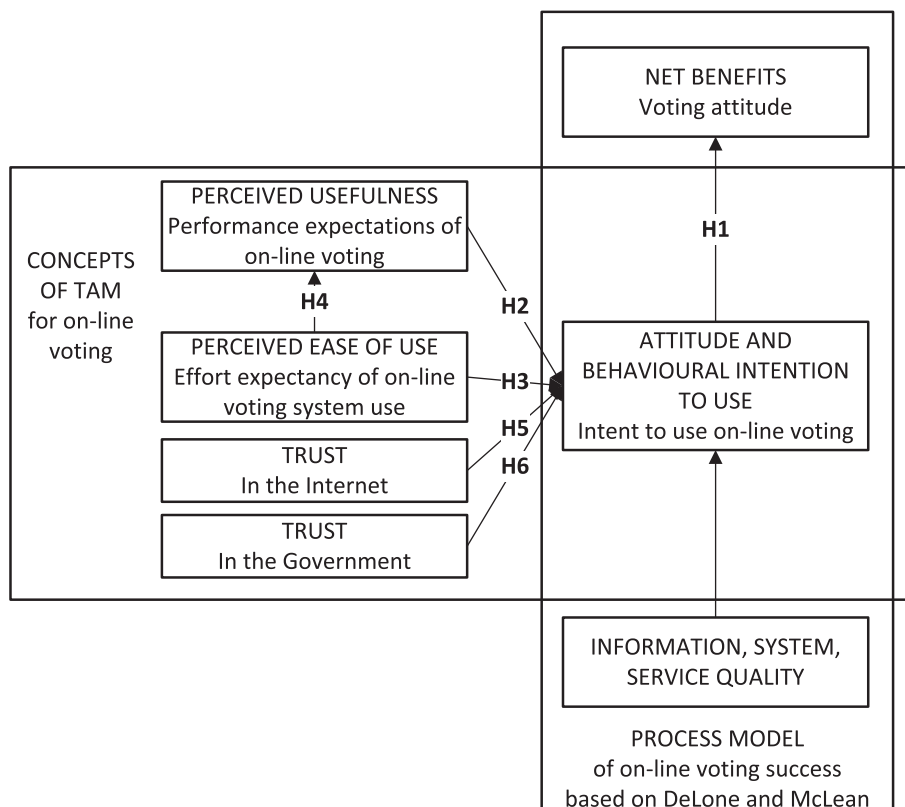 NET BENEFITS
Voting attitude
H1
CONCEPTS
OF TAM
for on-line
voting
PERCEIVED USEFULNESS
Performance expectations of
on-line voting
H4
PERCEIVED EASE OF USE
Effort expectancy of on-line
voting system use
TRUST
In the Internet
TRUST
In the Government
H2
H3
H5
H6
ATTITUDE AND
BEHAVIOURAL INTENTION
TO USE
Intent to use on-line voting
INFORMATION, SYSTEM,
SERVICE QUALITY
PROCESS MODEL
of on-line voting success
based on DeLone and McLean